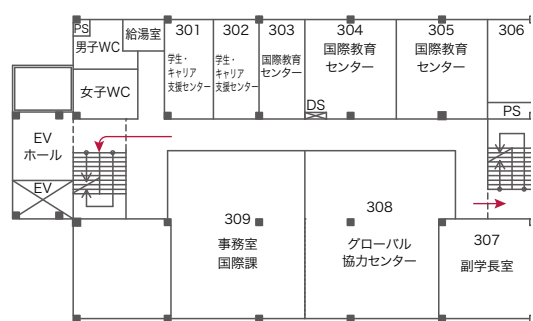 PS
男子WC
給湯室
301
学生・
キャリア
支援センター
302
学生・
キャリア
支援センター
303
国際教育
センター
304
国際教育
センター
305
国際教育
センター
306
女子WC
DS
PS
EV
ホール
EV
309
事務室
国際課
308
グローバル
協力センター
307
副学長室